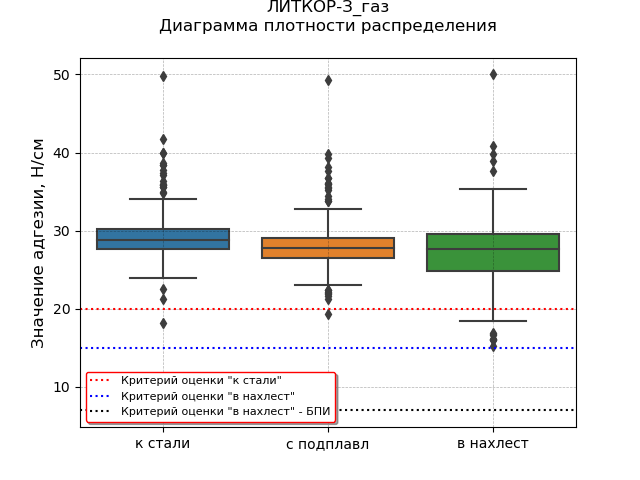 ЛИТКОР-З_газ
Диаграмма плотности распределения
Значение адгезии, Н/см
50
40
30
20
10
Критерий оценки "к стали"
Критерий оценки "в нахлест"
Критерий оценки "в нахлест" - БПИ
к стали
с подплавл
в нахлест